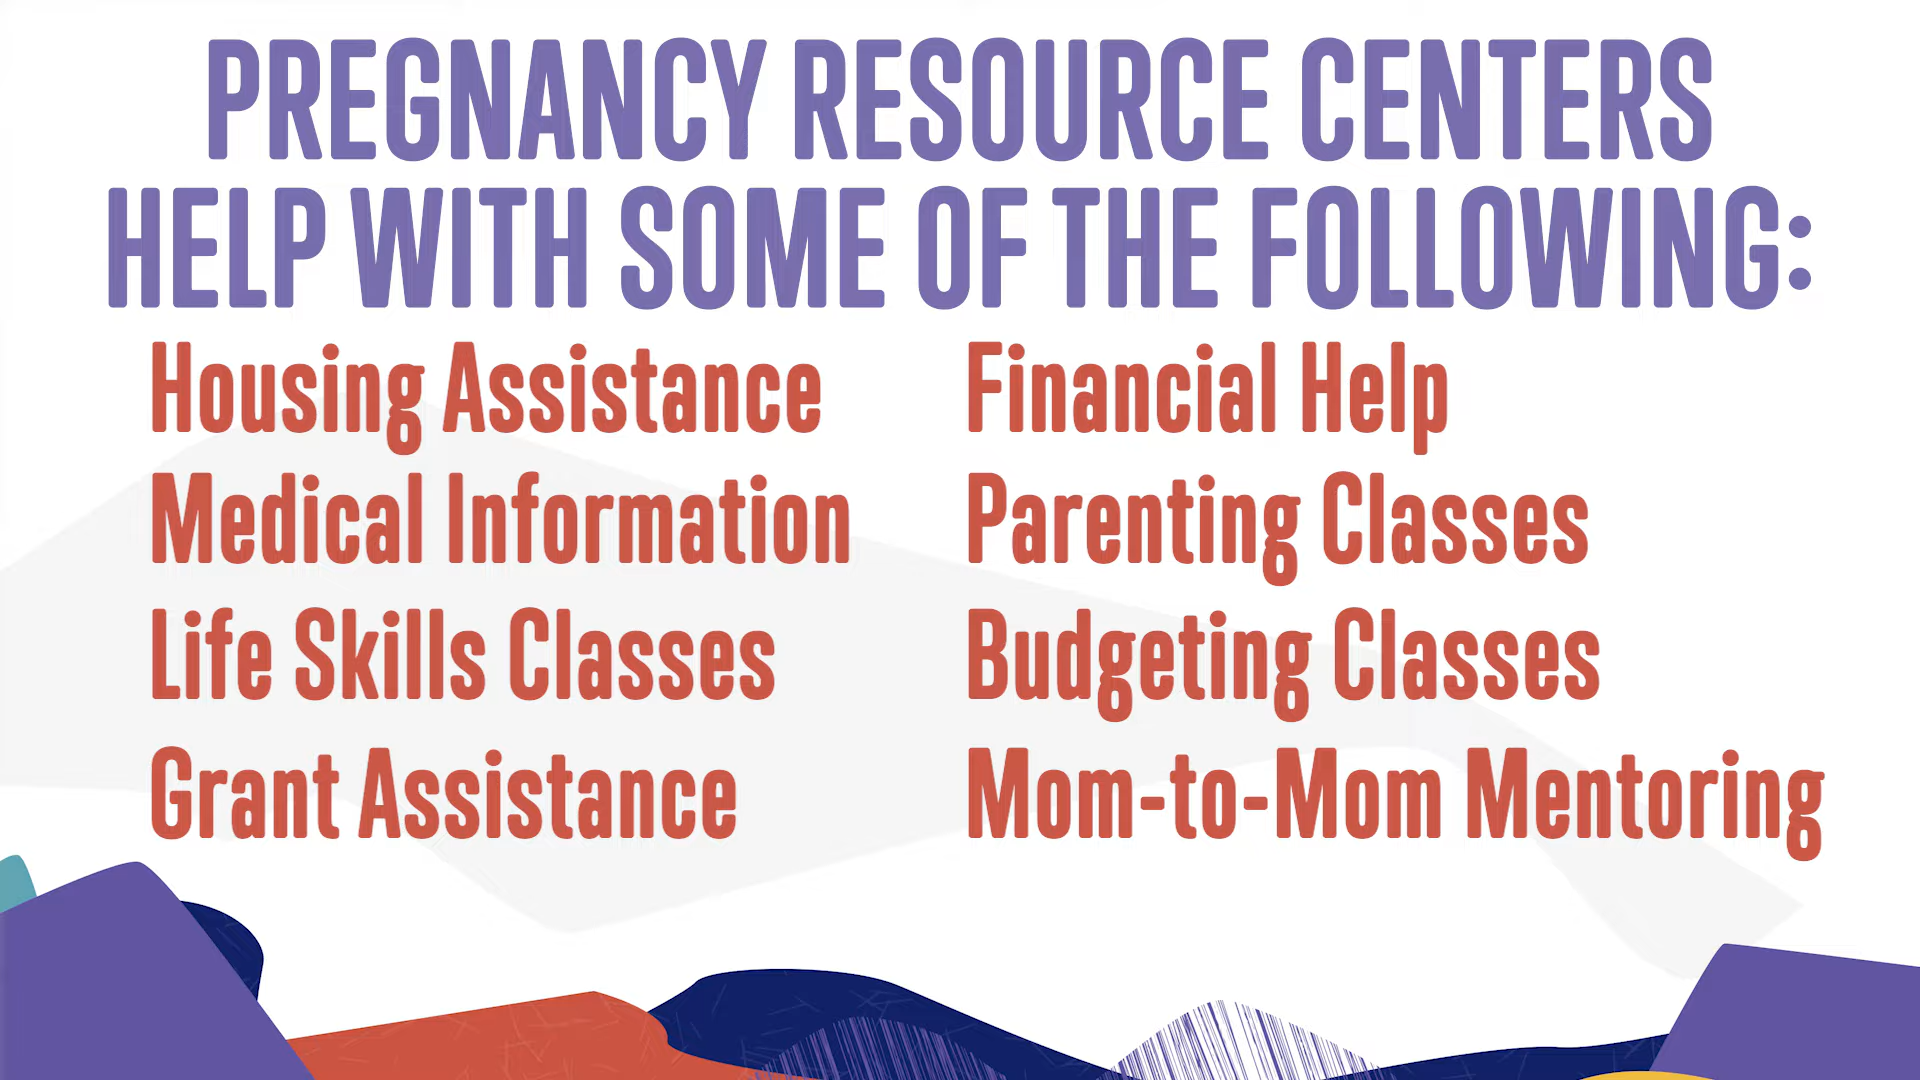 PREGNANCY RESOURCE CENTERS
HELP WITH SOME OF THE FOLLOWING:
Housing Assistance
Medical Information
Life Skills Classes
Grant Assistance
Financial Help
Parenting Classes
Budgeting Classes
Mom-to-Mom Mentoring